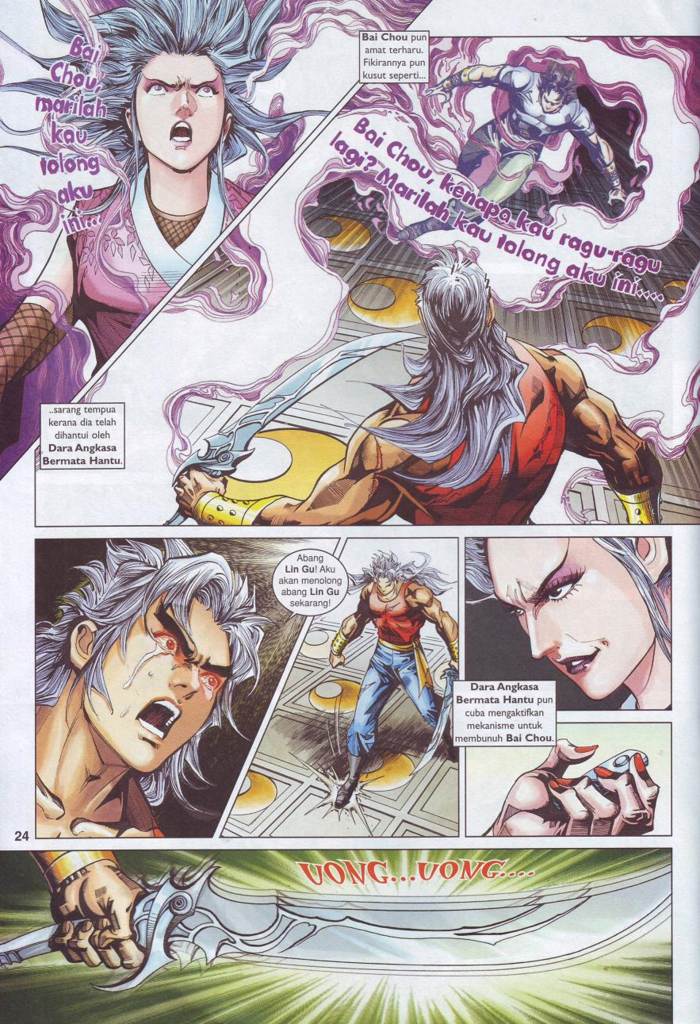 Bai
Chou,
marilah
kau
tolong
aku
ini...
Bai Chou pun
amat terharu.
Fikirannya pun
kusut seperti...
Bai Chou, kenapa kau ragu-ragu
lagi? Marilah kau tolong aku ini....
..sarang tempua
kerana dia telah
dihantui oleh
Dara Angkasa
Bermata Hantu.
Abang
Lin Gu! Aku
akan menolong
abang Lin Gu
sekarang!
Dara Angkasa
Bermata Hantu pun
cuba mengaktifkan
mekanisme untuk
membunuh Bai Chou.
24
UONG...UONG....